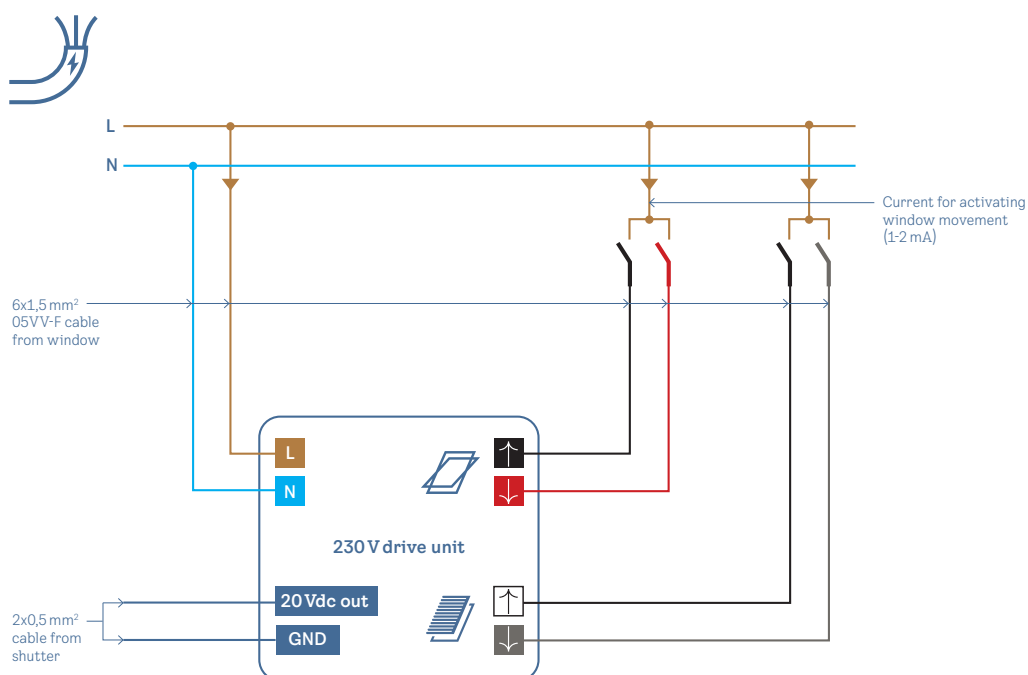 L
N
Current for activating
window movement
(1-2 mA)
6x1,5 mm²
05VV-F cable
from window
L
N
230 V drive unit
20 Vdc out
GND
2x0,5 mm²
cable from
shutter